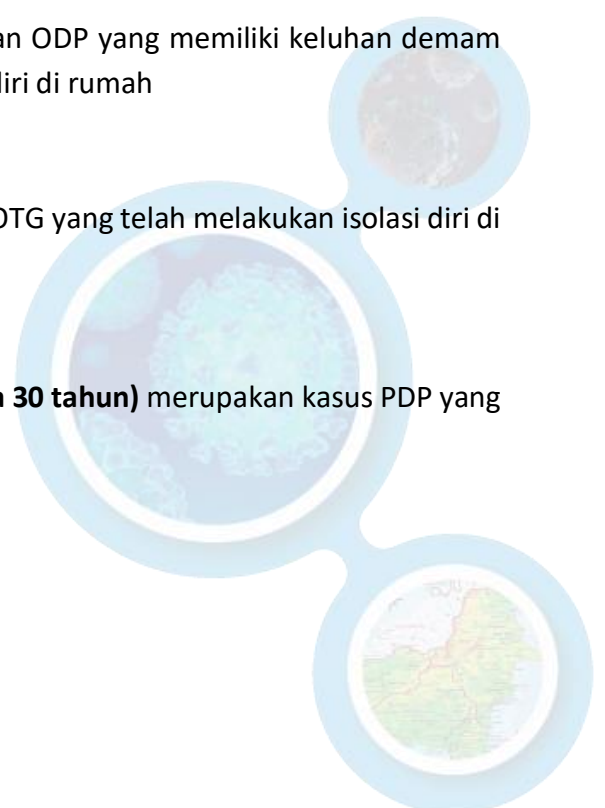 an ODP yang memiliki keluhan demam
diri di rumah
OTG yang telah melakukan isolasi diri di
30 tahun) merupakan kasus PDP yang